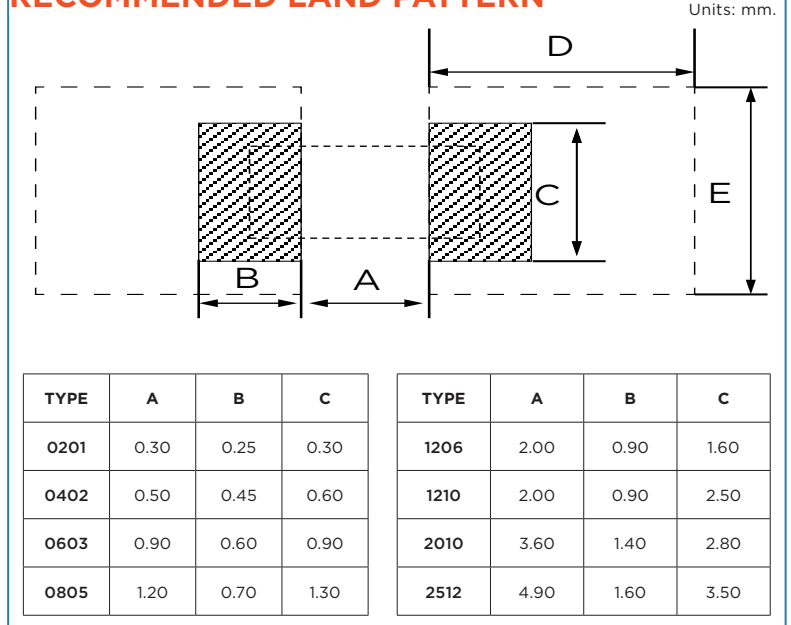 RECOMMENDED LAND PATTERN
Units: mm.
D
C
E
B
A
TYPE A B C
0201 0.30 0.25 0.30
0402 0.50 0.45 0.60
0603 0.90 0.60 0.90
0805 1.20 0.70 1.30
TYPE A B C
1206 2.00 0.90 1.60
1210 2.00 0.90 2.50
2010 3.60 1.40 2.80
2512 4.90 1.60 3.50